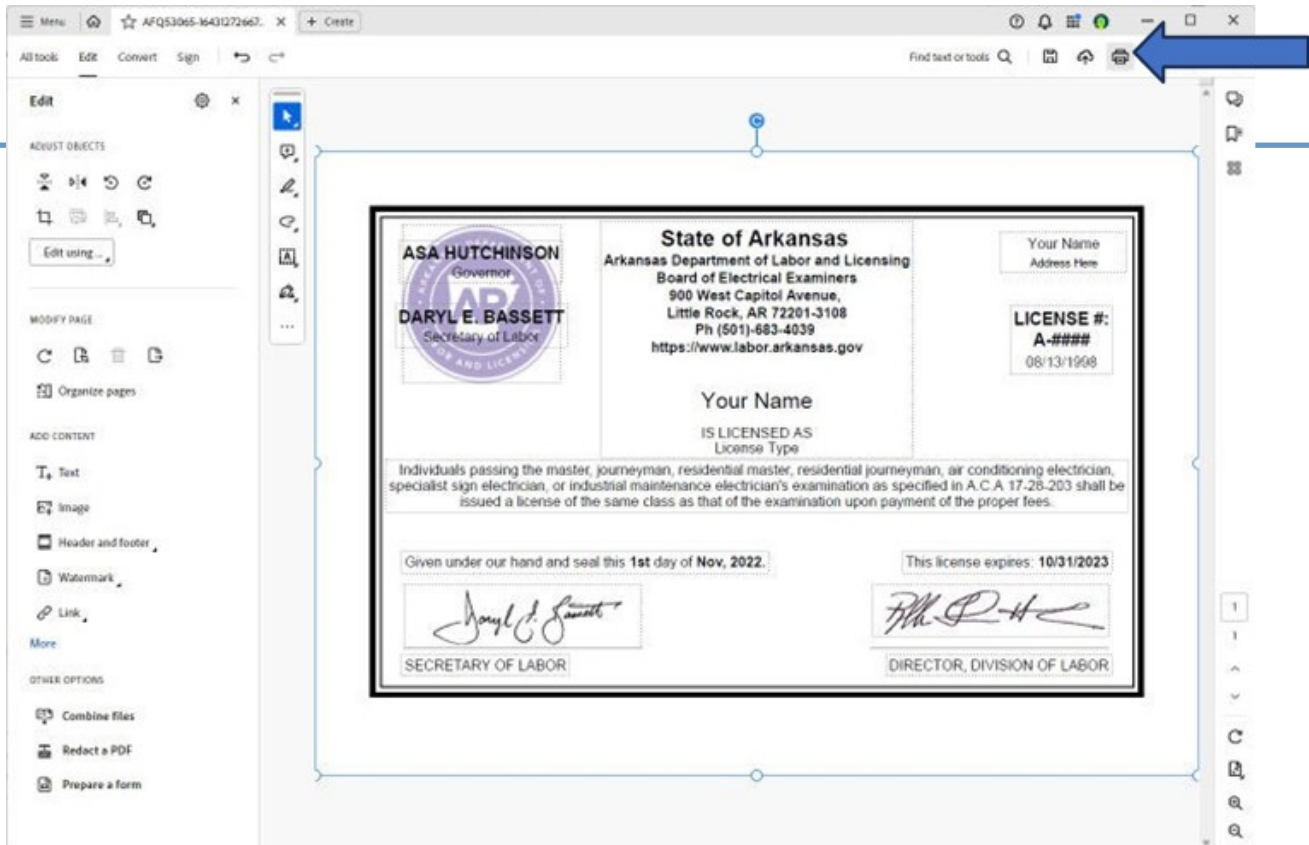 Menu
AFQ53065-16431272667...
+ Create
All tools Edit Convert Sign
Find text or tools
Edit
ADJUST OBJECTS
Edit using...
MODIFY PAGE
Organize pages
ADD CONTENT
Text
Image
Header and footer
Watermark
Link
More
OTHER OPTIONS
Combine files
Redact a PDF
Prepare a form
ASA HUTCHINSON
Governor
DARYL E. BASSETT
Secretary of Labor
AR
State of Arkansas
Arkansas Department of Labor and Licensing
Board of Electrical Examiners
900 West Capitol Avenue,
Little Rock, AR 72201-3108
Ph (501)-683-4039
https://www.labor.arkansas.gov
Your Name
Address Here
LICENSE #:
A-####
08/13/1998
Your Name
IS LICENSED AS
License Type
Individuals passing the master, journeyman, residential master, residential journeyman, air conditioning electrician,
specialist sign electrician, or industrial maintenance electrician's examination as specified in A.C.A 17-28-203 shall be
issued a license of the same class as that of the examination upon payment of the proper fees.
Given under our hand and seal this 1st day of Nov, 2022.
This license expires: 10/31/2023
SECRETARY OF LABOR
DIRECTOR, DIVISION OF LABOR
1
1